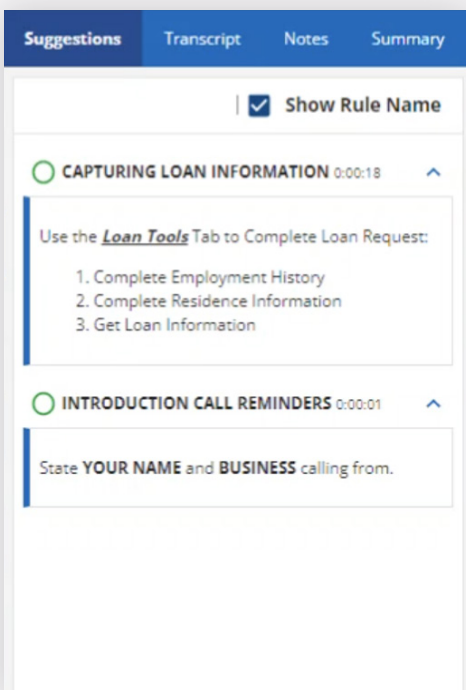 Suggestions Transcript Notes Summary
| Show Rule Name
CAPTURING LOAN INFORMATION 0:00:18
Use the Loan Tools Tab to Complete Loan Request:
1. Complete Employment History
2. Complete Residence Information
3. Get Loan Information
INTRODUCTION CALL REMINDERS 0:00:01
State YOUR NAME and BUSINESS calling from.